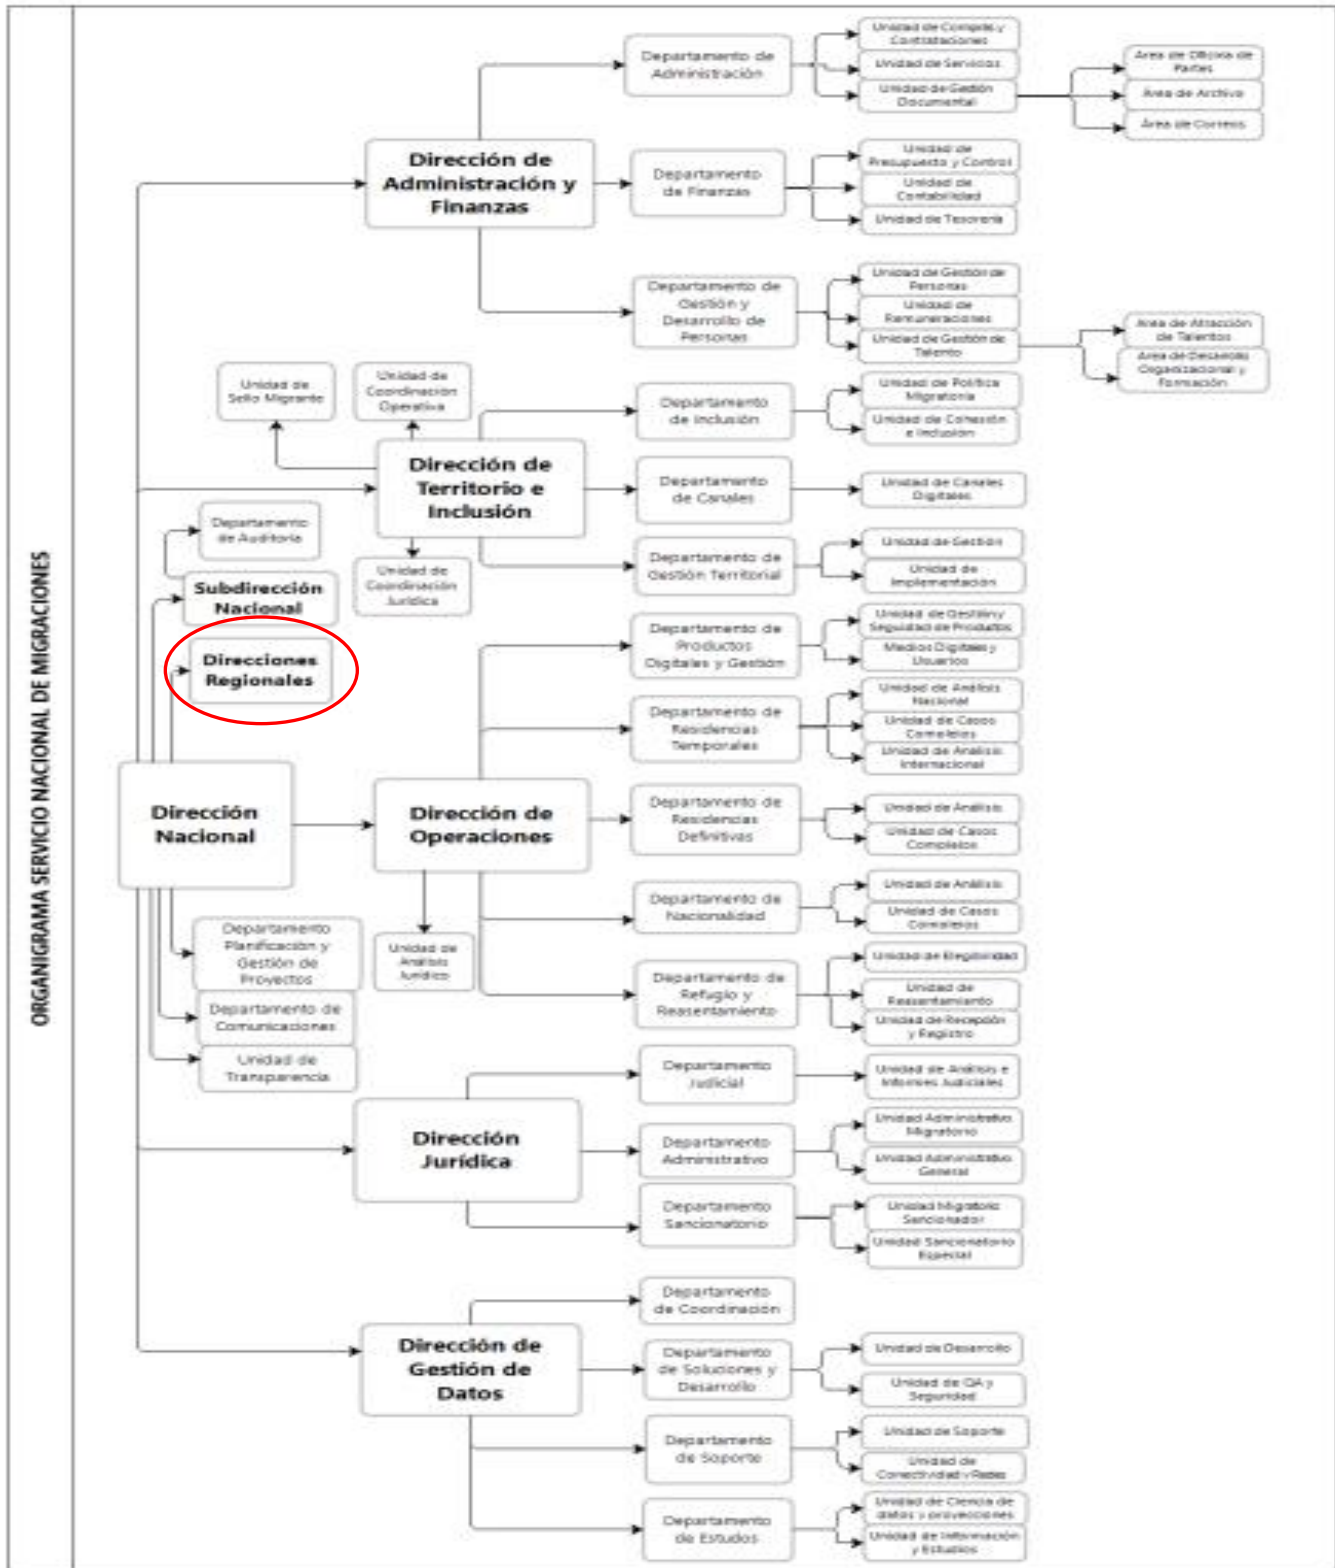 ORGANIGRAMA SERVICIO NACIONAL DE MIGRACIONES
Dirección
Nacional
Subdirección
Nacional
Departamento
de Auditoría
Direcciones
Regionales
Departamento
Planificación y
Gestión de
Proyectos
Departamento de
Comunicaciones
Unidad de
Transparencia
Dirección de
Administración y
Finanzas
Departamento de
Administración
Unidad de Compras y
Contrataciones
Unidad de Servicios
Unidad de Gestión
Documental
Area de Oficina de
Partes
Área de Archivo
Área de Correos
Departamento
de Finanzas
Unidad de
Presupuesto y Control
Unidad de
Contabilidad
Unidad de Tesorería
Departamento de
Gestión y
Desarrollo de
Personas
Unidad de Gestión de
Personas
Unidad de
Remuneraciones
Unidad de Gestión de
Talento
Area de Atracción
de Talentos
Area de Desarrollo
Organizacional y
Formación
Dirección de
Territorio e
Inclusión
Unidad de
Sello Migrante
Unidad de
Coordinación
Operativa
Unidad de
Coordinación
Jurídica
Departamento
de Inclusión
Unidad de Política
Migratoria
Unidad de Cohesión
e Inclusión
Departamento
de Canales
Unidad de Canales
Digitales
Departamento de
Gestión Territorial
Unidad de Gestión
Unidad de
Implementación
Dirección de
Operaciones
Unidad de
Análisis
Jurídico
Departamento de
Productos
Digitales y Gestión
Unidad de Gestión y
Seguidad de Productos
Medios Digitales y
Usuarios
Departamento de
Residencias
Temporales
Unidad de Análisis
Nacional
Unidad de Casos
Complejos
Unidad de Análisis
Internacional
Departamento de
Residencias
Definitivas
Unidad de Análisis
Unidad de Casos
Complejos
Departamento de
Nacionalidad
Unidad de Análisis
Unidad de Casos
Complejos
Departamento de
Refugio y
Reasentamiento
Unidad de Elegibilidad
Unidad de
Reasentamiento
Unidad de Recepción
y Registro
Dirección
Jurídica
Departamento
Judicial
Unidad de Análisis e
Informes Judiciales
Departamento
Administrativo
Unidad Administrativo
Migratorio
Unidad Administrativo
General
Departamento
Sancionatorio
Unidad Migratorio
Sancionador
Unidad Sancionatorio
Especial
Dirección de
Gestión de
Datos
Departamento
de Coordinación
Departamento
de Soluciones y
Desarrollo
Unidad de Desarrollo
Unidad de QA y
Seguridad
Departamento
de Soporte
Unidad de Soporte
Unidad de
Conectividad y Redes
Departamento
de Estudos
Unidad de Ciencia de
datos y proyecciones
Unidad de Información
y Estudios